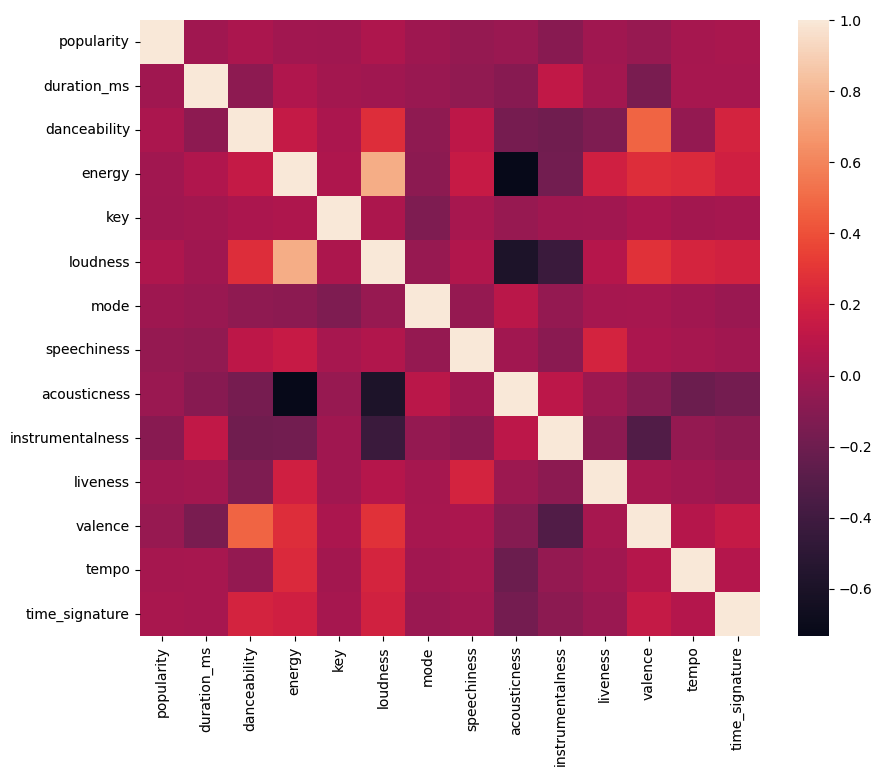 popularity
duration_ms
danceability
energy
key
loudness
mode
speechiness
acousticness
instrumentalness
liveness
valence
tempo
time_signature
popularity
duration_ms
danceability
energy
key
loudness
mode
speechiness
acousticness
instrumentalness
liveness
valence
tempo
time_signature
1.0
0.8
0.6
0.4
0.2
0.0
−0.2
−0.4
−0.6